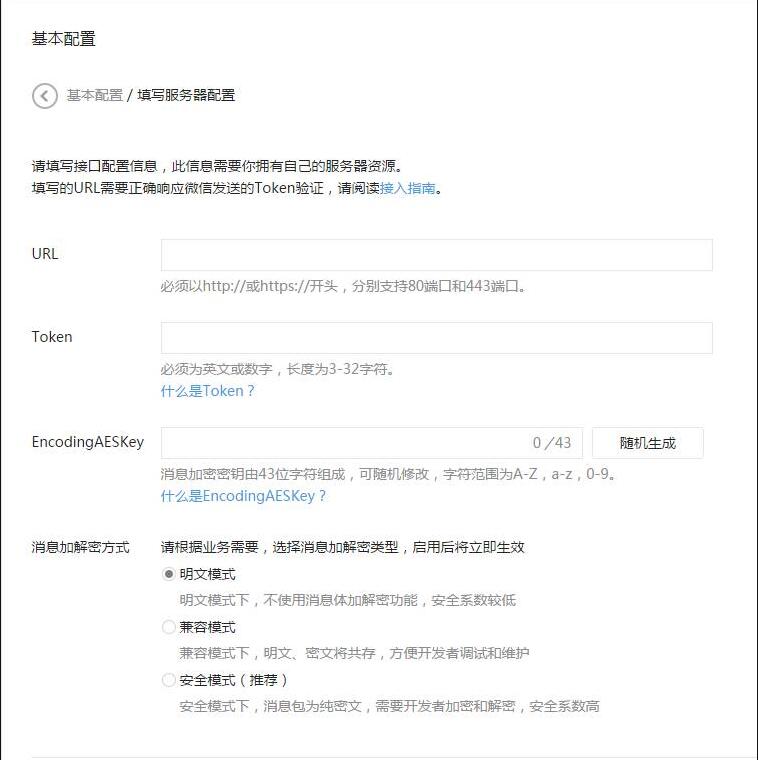 基本配置
基本配置 / 填写服务器配置
请填写接口配置信息，此信息需要你拥有自己的服务器资源。
填写的URL需要正确响应微信发送的Token验证，请阅读接入指南。
URL
必须以http://或https://开头，分别支持80端口和443端口。
Token
必须为英文或数字，长度为3-32字符。
什么是Token？
EncodingAESKey 0 /43 随机生成
消息加密密钥由43位字符组成，可随机修改，字符范围为A-Z，a-z，0-9。
什么是EncodingAESKey？
消息加解密方式 请根据业务需要，选择消息加解密类型，启用后将立即生效
明文模式
明文模式下，不使用消息体加解密功能，安全系数较低
兼容模式
兼容模式下，明文、密文将共存，方便开发者调试和维护
安全模式（推荐）
安全模式下，消息包为纯密文，需要开发者加密和解密，安全系数高